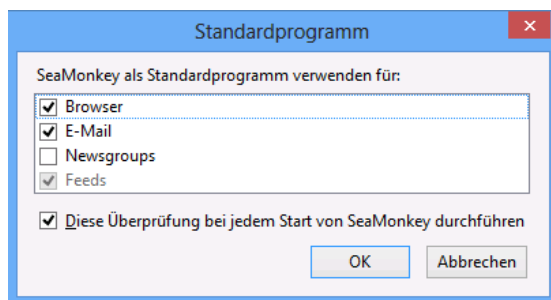 Standardprogramm
SeaMonkey als Standardprogramm verwenden für:
Browser
E-Mail
Newsgroups
Feeds
Diese Überprüfung bei jedem Start von SeaMonkey durchführen
OK
Abbrechen